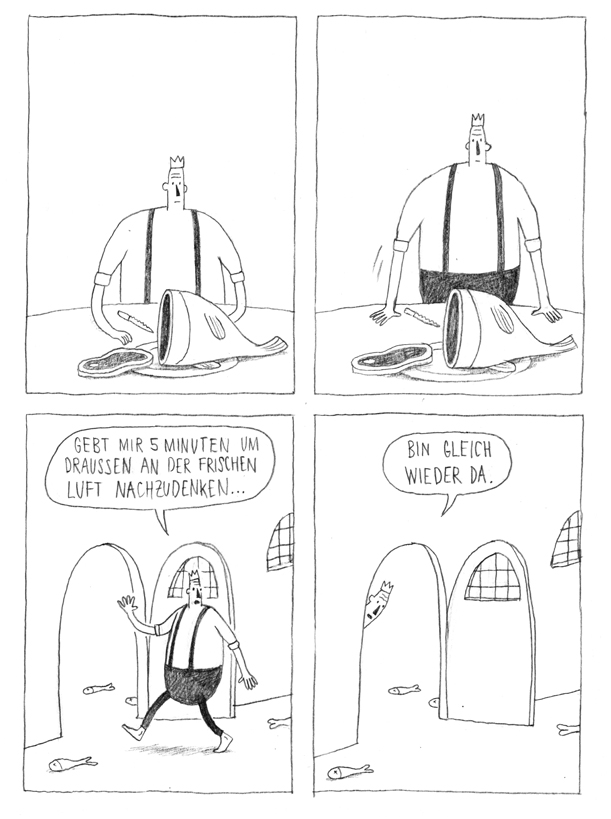 GEBT MIR 5 MINUTEN UM
DRAUSSEN AN DER FRISCHEN
LUFT NACHZUDENKEN...
BIN GLEICH
WIEDER DA.